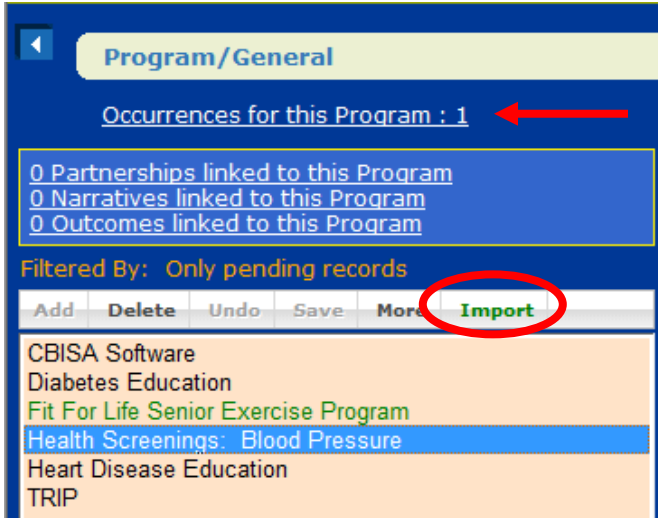 Program/General
Occurrences for this Program : 1
0 Partnerships linked to this Program
0 Narratives linked to this Program
0 Outcomes linked to this Program
Filtered By:  Only pending records
Add Delete Undo Save More Import
CBISA Software
Diabetes Education
Fit For Life Senior Exercise Program
Health Screenings:  Blood Pressure
Heart Disease Education
TRIP